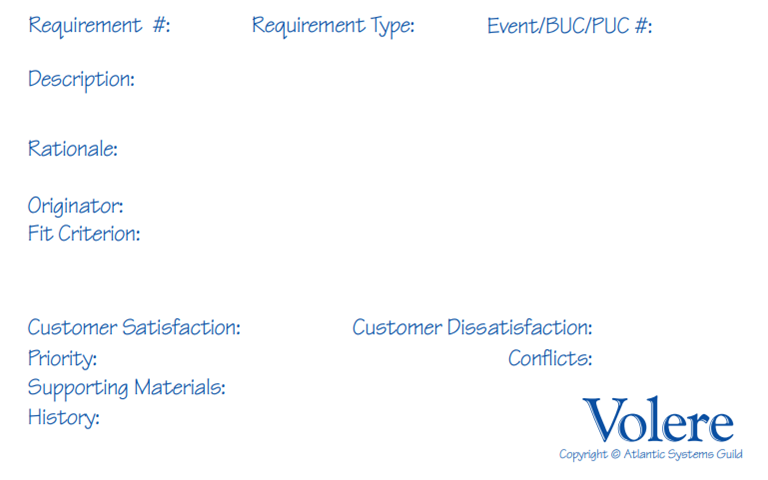 Requirement #: Requirement Type: Event/BUC/PUC #:
Description:
Rationale:
Originator:
Fit Criterion:
Customer Satisfaction: Customer Dissatisfaction:
Priority: Conflicts:
Supporting Materials:
History:
Volere
Copyright © Atlantic Systems Guild